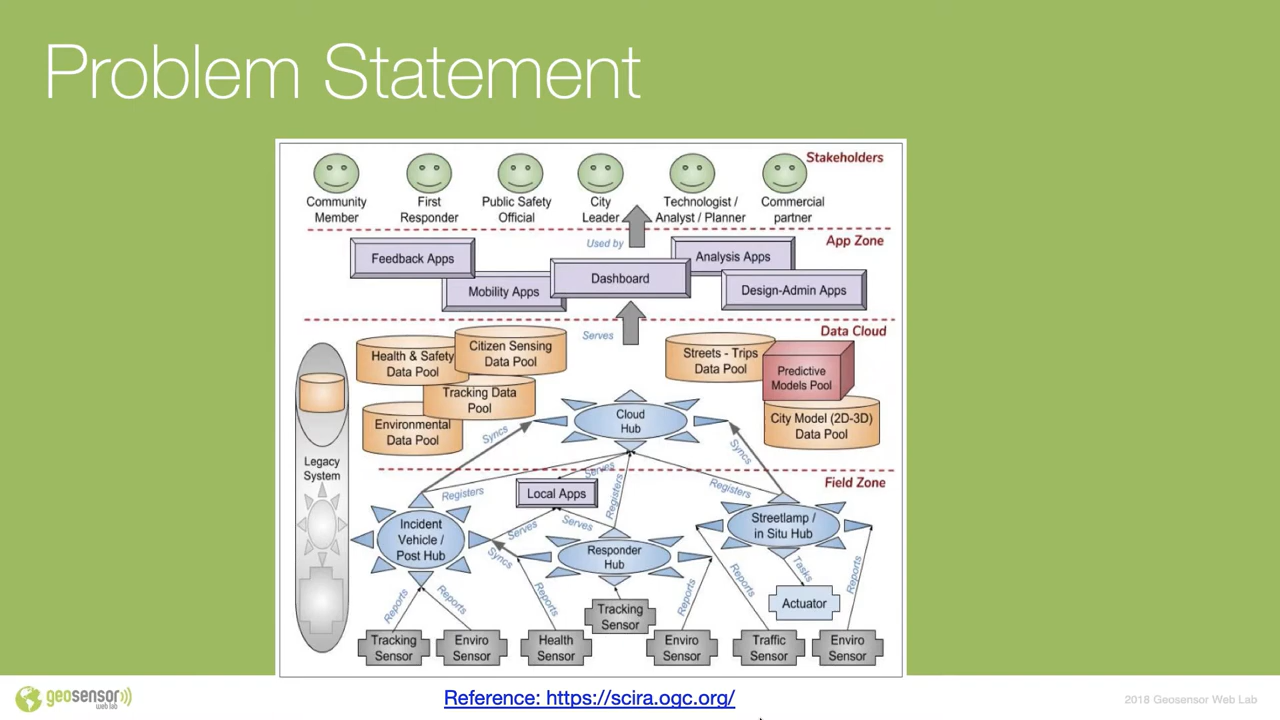 Problem Statement
Stakeholders
Community
Member
First
Responder
Public Safety
Official
City
Leader
Technologist /
Analyst / Planner
Commercial
partner
App Zone
Used by
Feedback Apps
Mobility Apps
Dashboard
Analysis Apps
Design-Admin Apps
Data Cloud
Serves
Health & Safety
Data Pool
Citizen Sensing
Data Pool
Tracking Data
Pool
Environmental
Data Pool
Streets - Trips
Data Pool
Predictive
Models Pool
City Model (2D-3D)
Data Pool
Cloud
Hub
Syncs
Syncs
Legacy
System
Field Zone
Serves
Registers
Registers
Registers
Local Apps
Serves
Serves
Syncs
Incident
Vehicle /
Post Hub
Responder
Hub
Streetlamp /
in Situ Hub
Tasks
Actuator
Reports
Reports
Reports
Reports
Reports
Reports
Tracking
Sensor
Enviro
Sensor
Health
Sensor
Tracking
Sensor
Enviro
Sensor
Traffic
Sensor
Enviro
Sensor
geosensor
web lab
Reference: https://scira.ogc.org/
2018 Geosensor Web Lab